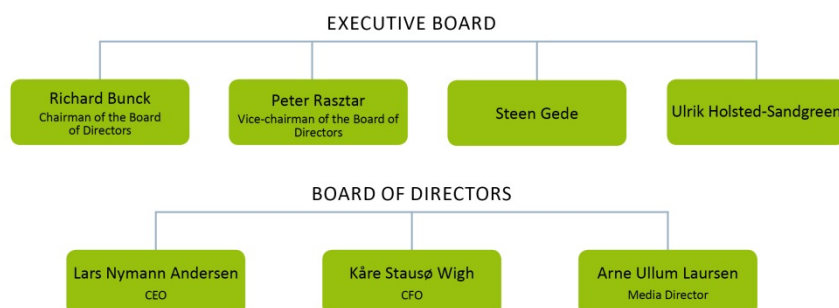 EXECUTIVE BOARD
Richard Bunck
Chairman of the Board
of Directors
Peter Rasztar
Vice-chairman of the Board of
Directors
Steen Gede
Ulrik Holsted-Sandgreen
BOARD OF DIRECTORS
Lars Nymann Andersen
CEO
Kåre Stausø Wigh
CFO
Arne Ullum Laursen
Media Director